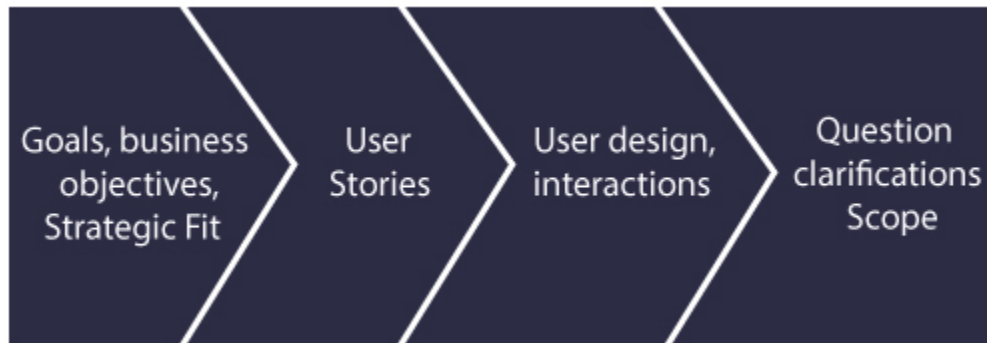 Goals, business
objectives,
Strategic Fit
User
Stories
User design,
interactions
Question
clarifications
Scope